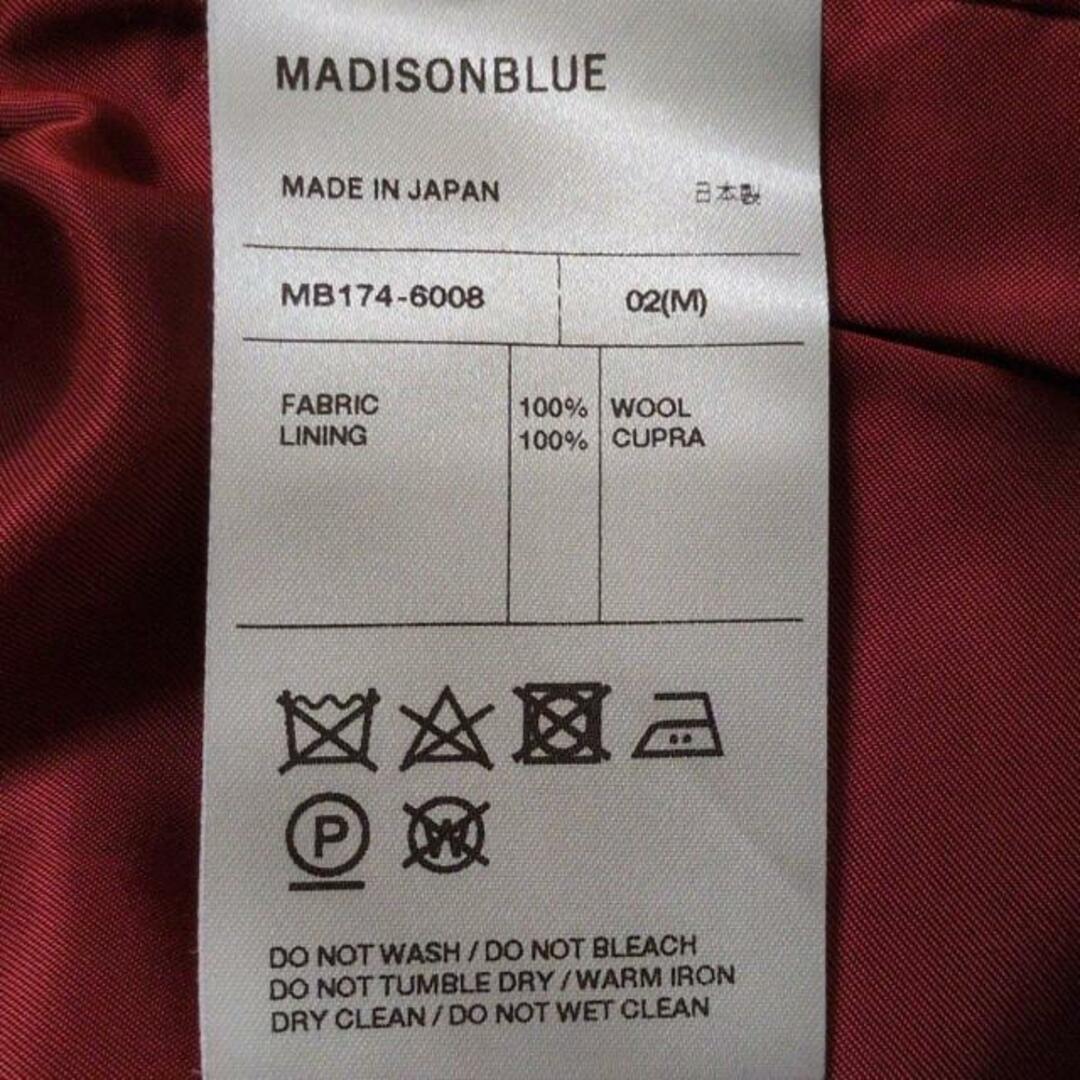 MADISONBLUE
MADE IN JAPAN 日本製
MB174-6008 02(M)
FABRIC 100% WOOL
LINING 100% CUPRA
P W
DO NOT WASH / DO NOT BLEACH
DO NOT TUMBLE DRY / WARM IRON
DRY CLEAN / DO NOT WET CLEAN